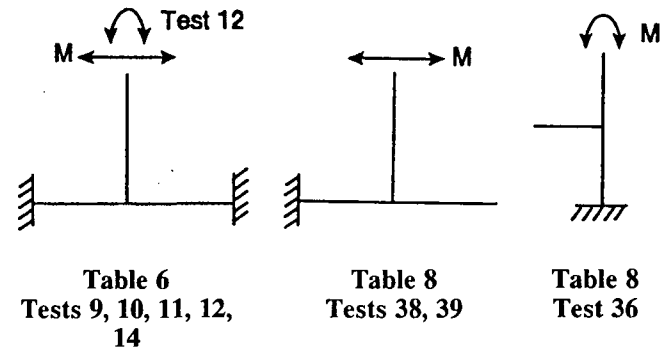 Test 12
M
M
M
Table 6
Tests 9, 10, 11, 12,
14
Table 8
Tests 38, 39
Table 8
Test 36